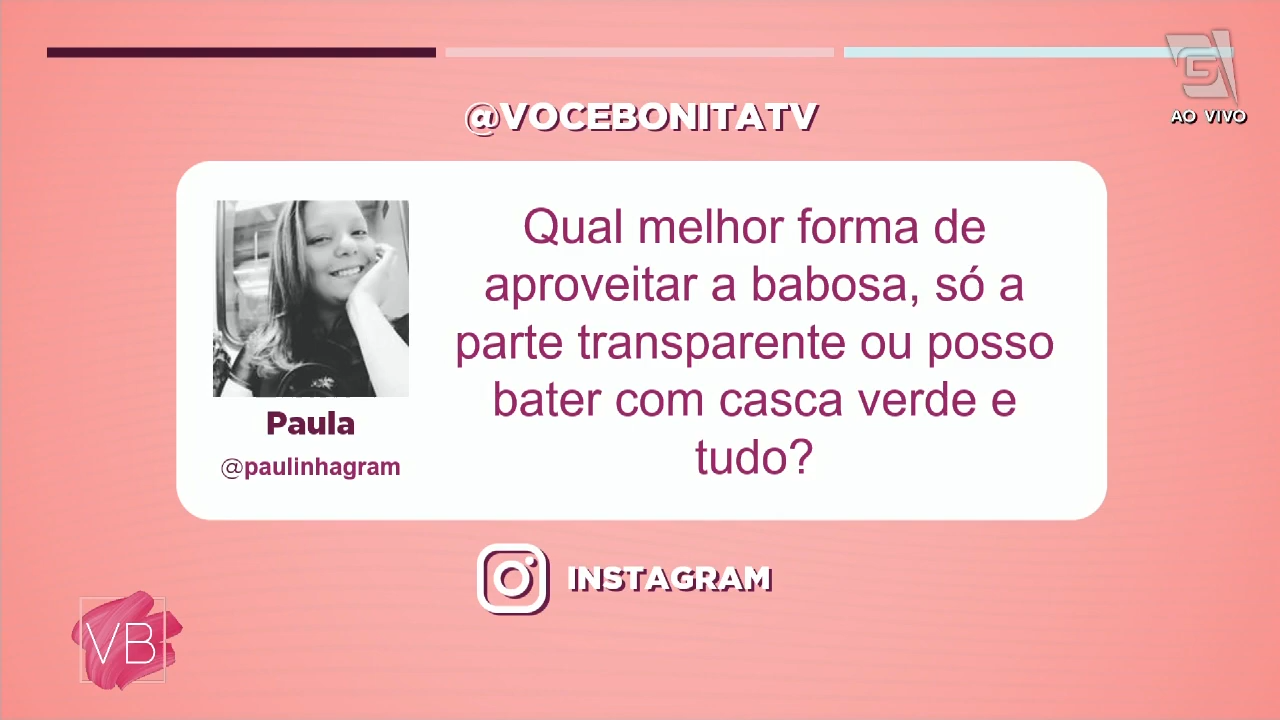 @VOCEBONITATV
AO VIVO
Qual melhor forma de
aproveitar a babosa, só a
parte transparente ou posso
bater com casca verde e
tudo?
Paula
@paulinhagram
INSTAGRAM
VB